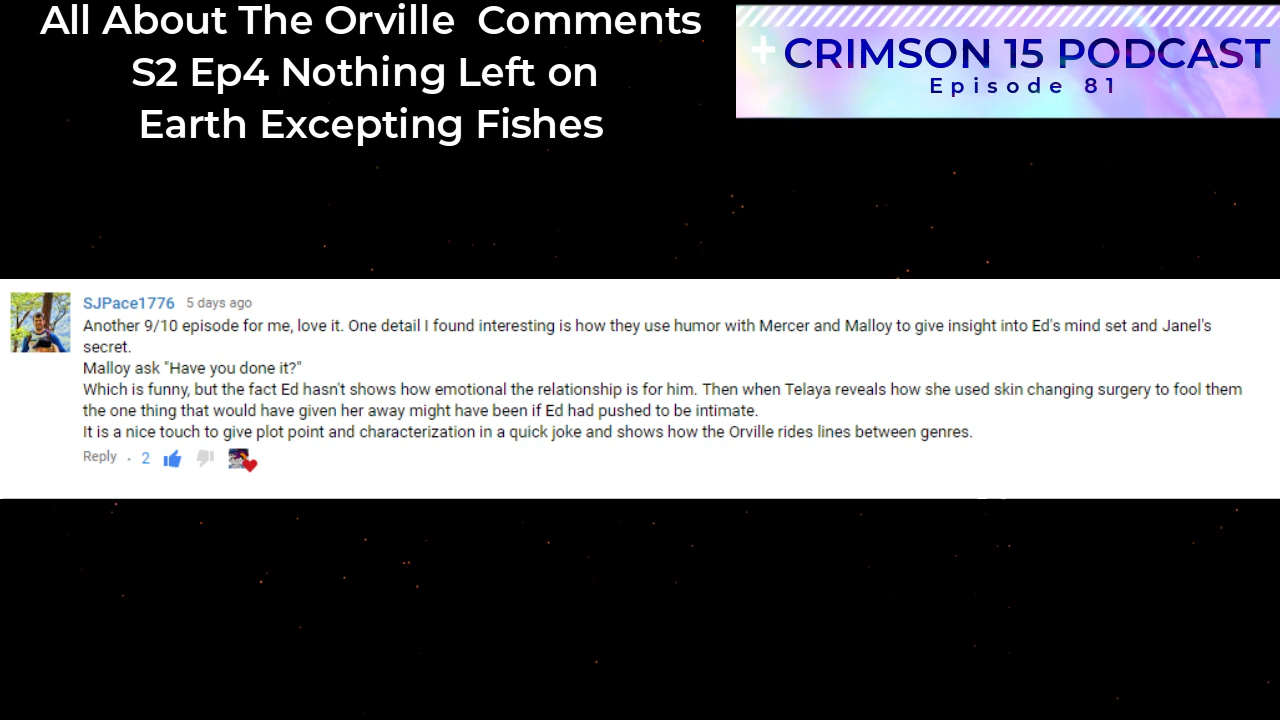 All About The Orville Comments
S2 Ep4 Nothing Left on
Earth Excepting Fishes
+ CRIMSON 15 PODCAST
Episode 81
SJPace1776 5 days ago
Another 9/10 episode for me, love it. One detail I found interesting is how they use humor with Mercer and Malloy to give insight into Ed's mind set and Janel's
secret.
Malloy ask "Have you done it?"
Which is funny, but the fact Ed hasn't shows how emotional the relationship is for him. Then when Telaya reveals how she used skin changing surgery to fool them
the one thing that would have given her away might have been if Ed had pushed to be intimate.
It is a nice touch to give plot point and characterization in a quick joke and shows how the Orville rides lines between genres.
Reply · 2